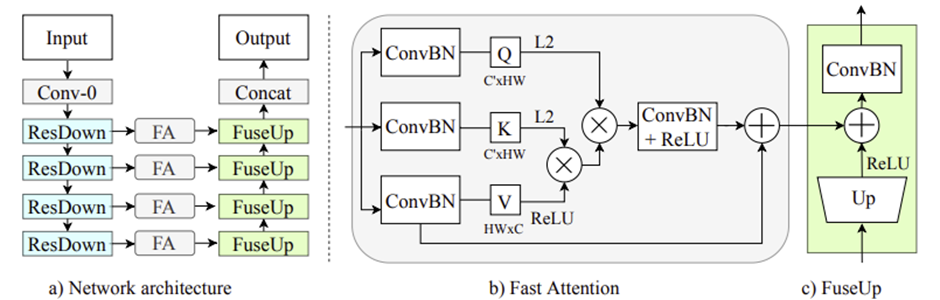 Input
Output
Conv-0
Concat
ResDown
FA
FuseUp
ResDown
FA
FuseUp
ResDown
FA
FuseUp
ResDown
FA
FuseUp
a) Network architecture
ConvBN
Q
L2
C'xHW
ConvBN
K
L2
C'xHW
ConvBN
V
ReLU
HWxC
ConvBN
+ ReLU
b) Fast Attention
ConvBN
ReLU
Up
c) FuseUp